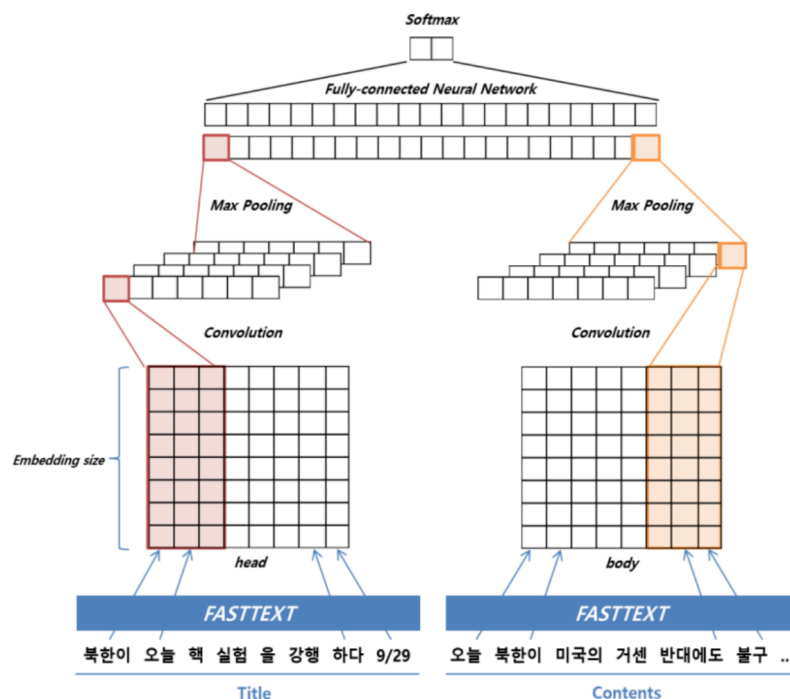 Softmax
Fully-connected Neural Network
Max Pooling
Max Pooling
Convolution
Convolution
Embedding size
head
body
FASTTEXT
FASTTEXT
북한이 오늘 핵 실험 을 강행 하다 9/29
오늘 북한이 미국의 거센 반대에도 불구 ..
Title
Contents